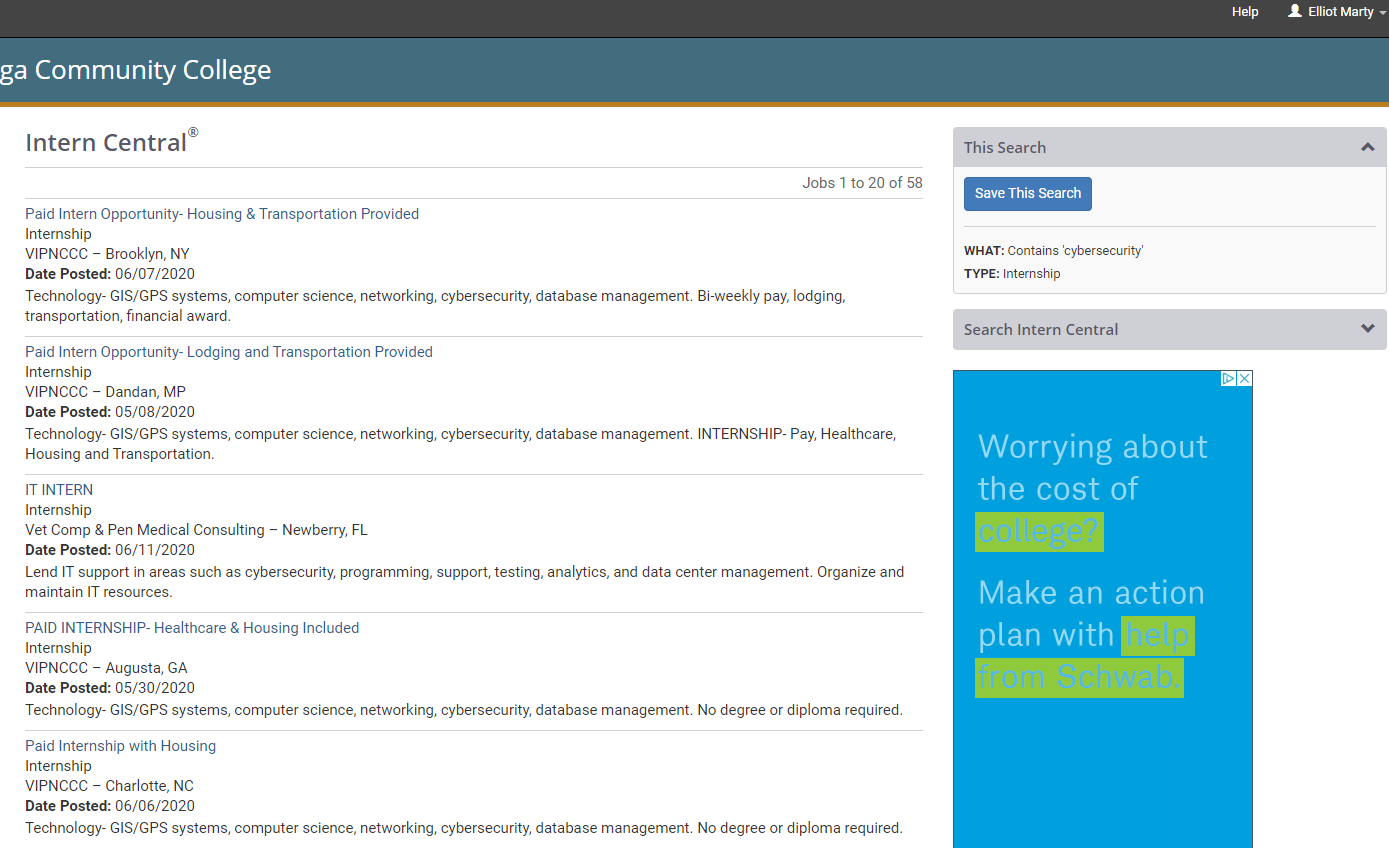 Help Elliot Marty
ga Community College
Intern Central®
Jobs 1 to 20 of 58
Paid Intern Opportunity- Housing & Transportation Provided
Internship
VIPNCCC – Brooklyn, NY
Date Posted: 06/07/2020
Technology- GIS/GPS systems, computer science, networking, cybersecurity, database management. Bi-weekly pay, lodging,
transportation, financial award.
Paid Intern Opportunity- Lodging and Transportation Provided
Internship
VIPNCCC – Dandan, MP
Date Posted: 05/08/2020
Technology- GIS/GPS systems, computer science, networking, cybersecurity, database management. INTERNSHIP- Pay, Healthcare,
Housing and Transportation.
IT INTERN
Internship
Vet Comp & Pen Medical Consulting – Newberry, FL
Date Posted: 06/11/2020
Lend IT support in areas such as cybersecurity, programming, support, testing, analytics, and data center management. Organize and
maintain IT resources.
PAID INTERNSHIP- Healthcare & Housing Included
Internship
VIPNCCC – Augusta, GA
Date Posted: 05/30/2020
Technology- GIS/GPS systems, computer science, networking, cybersecurity, database management. No degree or diploma required.
Paid Internship with Housing
Internship
VIPNCCC – Charlotte, NC
Date Posted: 06/06/2020
Technology- GIS/GPS systems, computer science, networking, cybersecurity, database management. No degree or diploma required.
This Search
Save This Search
WHAT: Contains 'cybersecurity'
TYPE: Internship
Search Intern Central
Worrying about
the cost of
college?
Make an action
plan with help
from Schwab.